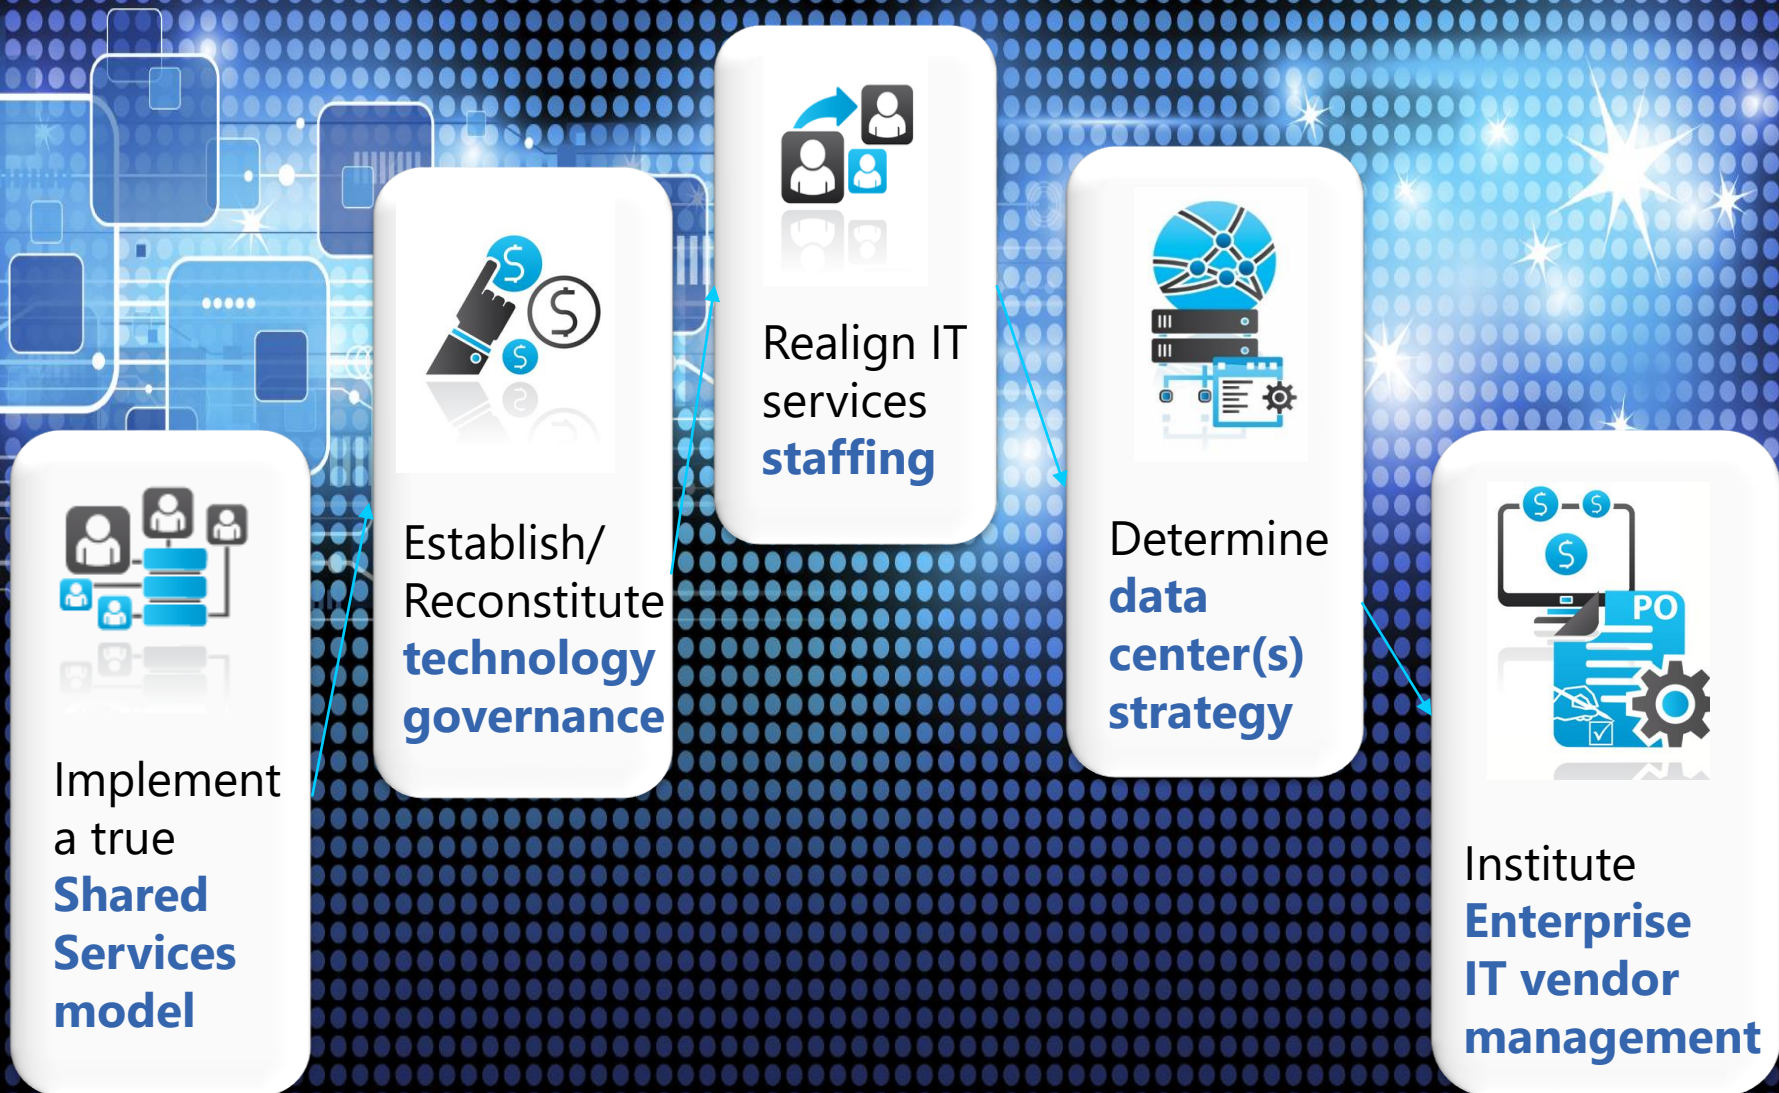 Implement
a true
Shared
Services
model
$
$
$
Establish/
Reconstitute
technology
governance
Realign IT
services
staffing
Determine
data
center(s)
strategy
$ $
$
PO
Institute
Enterprise
IT vendor
management